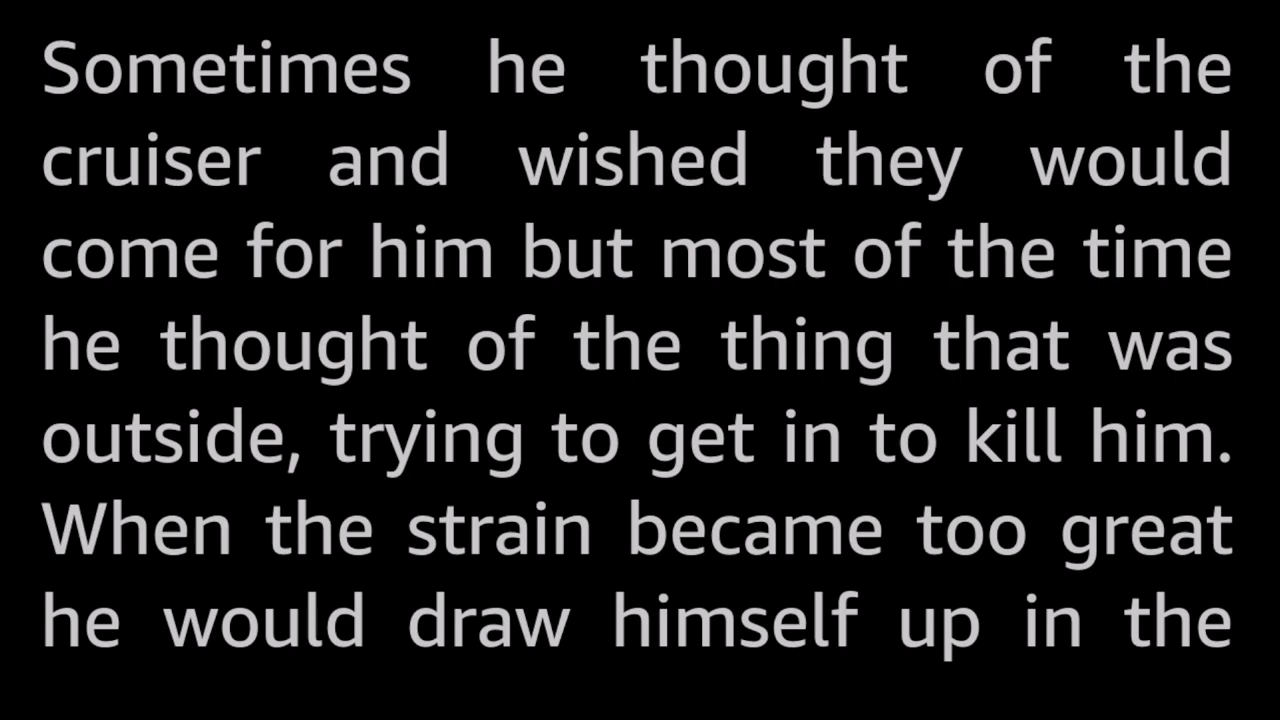 Sometimes he thought of the
cruiser and wished they would
come for him but most of the time
he thought of the thing that was
outside, trying to get in to kill him.
When the strain became too great
he would draw himself up in the